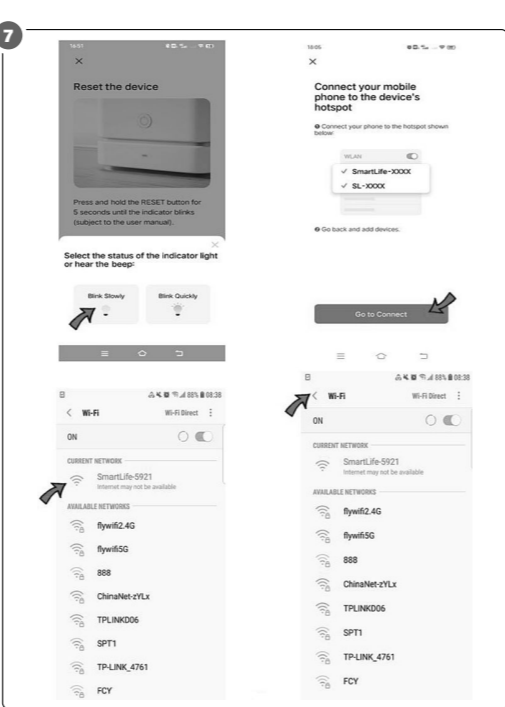 7
16:57
Reset the device
Press and hold the RESET button for
5 seconds until the indicator blinks
(subject to the user manual).
Select the status of the indicator light
or hear the beep:
Blink Slowly
Blink Quickly
16:05
Connect your mobile
phone to the device's
hotspot
Connect your phone to the hotspot shown
below:
WLAN
SmartLife-XXXX
SL-XXXX
Go back and add devices.
Go to Connect
88% 08:38
Wi-Fi
Wi-Fi Direct
ON
CURRENT NETWORK
SmartLife-5921
Internet may not be available
AVAILABLE NETWORKS
flywifi2.4G
flywifi5G
888
ChinaNet-zYLx
TPLINKD06
SPT1
TP-LINK_4761
FCY
88% 08:38
Wi-Fi
Wi-Fi Direct
ON
CURRENT NETWORK
SmartLife-5921
Internet may not be available
AVAILABLE NETWORKS
flywifi2.4G
flywifi5G
888
ChinaNet-zYLx
TPLINKD06
SPT1
TP-LINK_4761
FCY